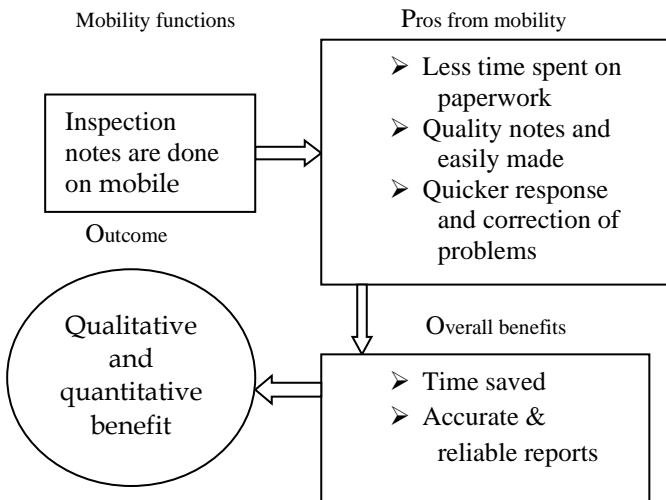 Mobility functions
Pros from mobility
Inspection
notes are done
on mobile
➢ Less time spent on
paperwork
➢ Quality notes and
easily made
➢ Quicker response
and correction of
problems
Outcome
Overall benefits
➢ Time saved
➢ Accurate &
reliable reports
Qualitative
and
quantitative
benefit